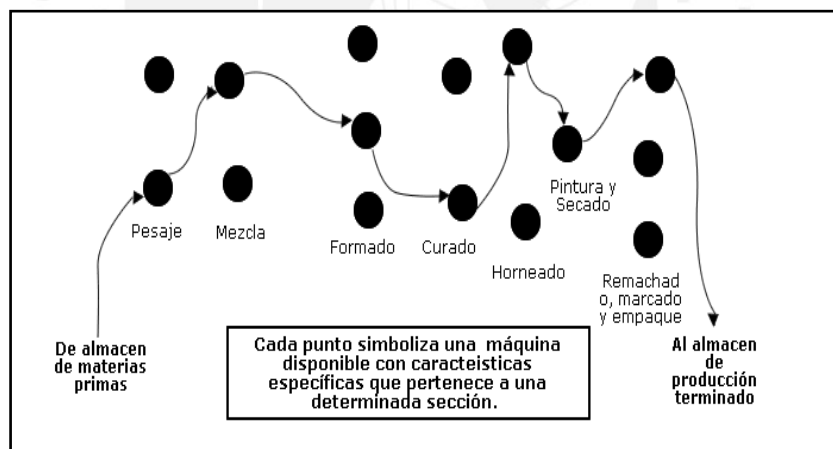 Pesaje
Mezcla
Formado
Curado
Horneado
Pintura y
Secado
Remachad
o, marcado
y empaque
De almacen
de materias
primas
Cada punto simboliza una máquina
disponible con caracteisticas
específicas que pertenece a una
determinada sección.
Al almacen
de
producción
terminado